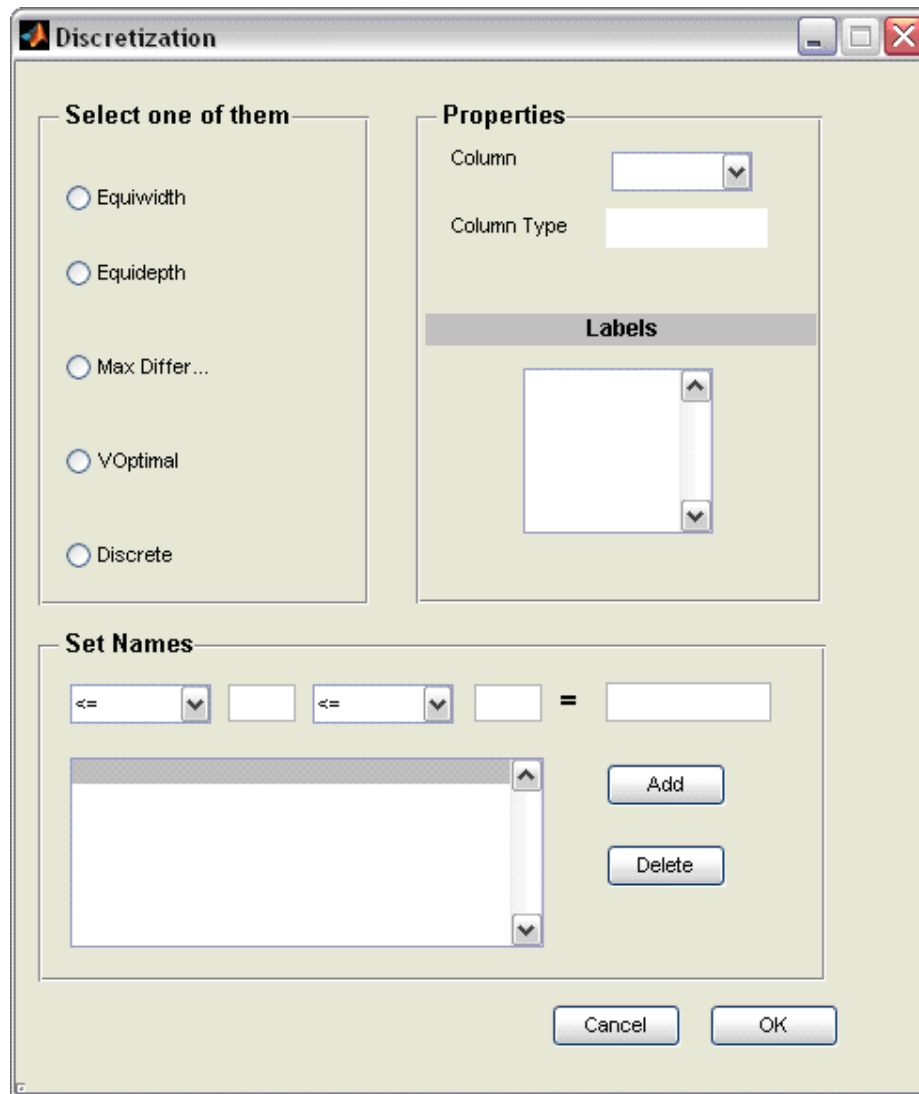 Discretization
Select one of them
Equiwidth
Equidepth
Max Differ...
VOptimal
Discrete
Properties
Column
Column Type
Labels
Set Names
<= <= =
Add
Delete
Cancel OK